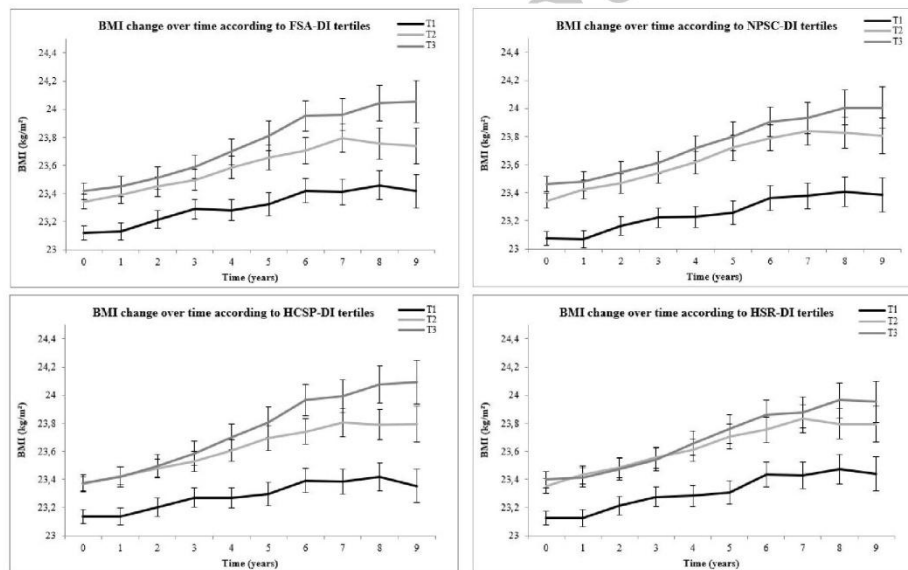 BMI change over time according to FSA-DI tertiles
T1
T2
T3
24,4
24,2
24
23,8
23,6
23,4
23,2
23
BMI (kg/m²)
0 1 2 3 4 5 6 7 8 9
Time (years)
BMI change over time according to NPSC-DI tertiles
T1
T2
T3
24,4
24,2
24
23,8
23,6
23,4
23,2
23
BMI (kg/m²)
0 1 2 3 4 5 6 7 8 9
Time (years)
BMI change over time according to HCSP-DI tertiles
T1
T2
T3
24,4
24,2
24
23,8
23,6
23,4
23,2
23
BMI (kg/m²)
0 1 2 3 4 5 6 7 8 9
Time (years)
BMI change over time according to HSR-DI tertiles
T1
T2
T3
24,4
24,2
24
23,8
23,6
23,4
23,2
23
BMI (kg/m²)
0 1 2 3 4 5 6 7 8 9
Time (years)